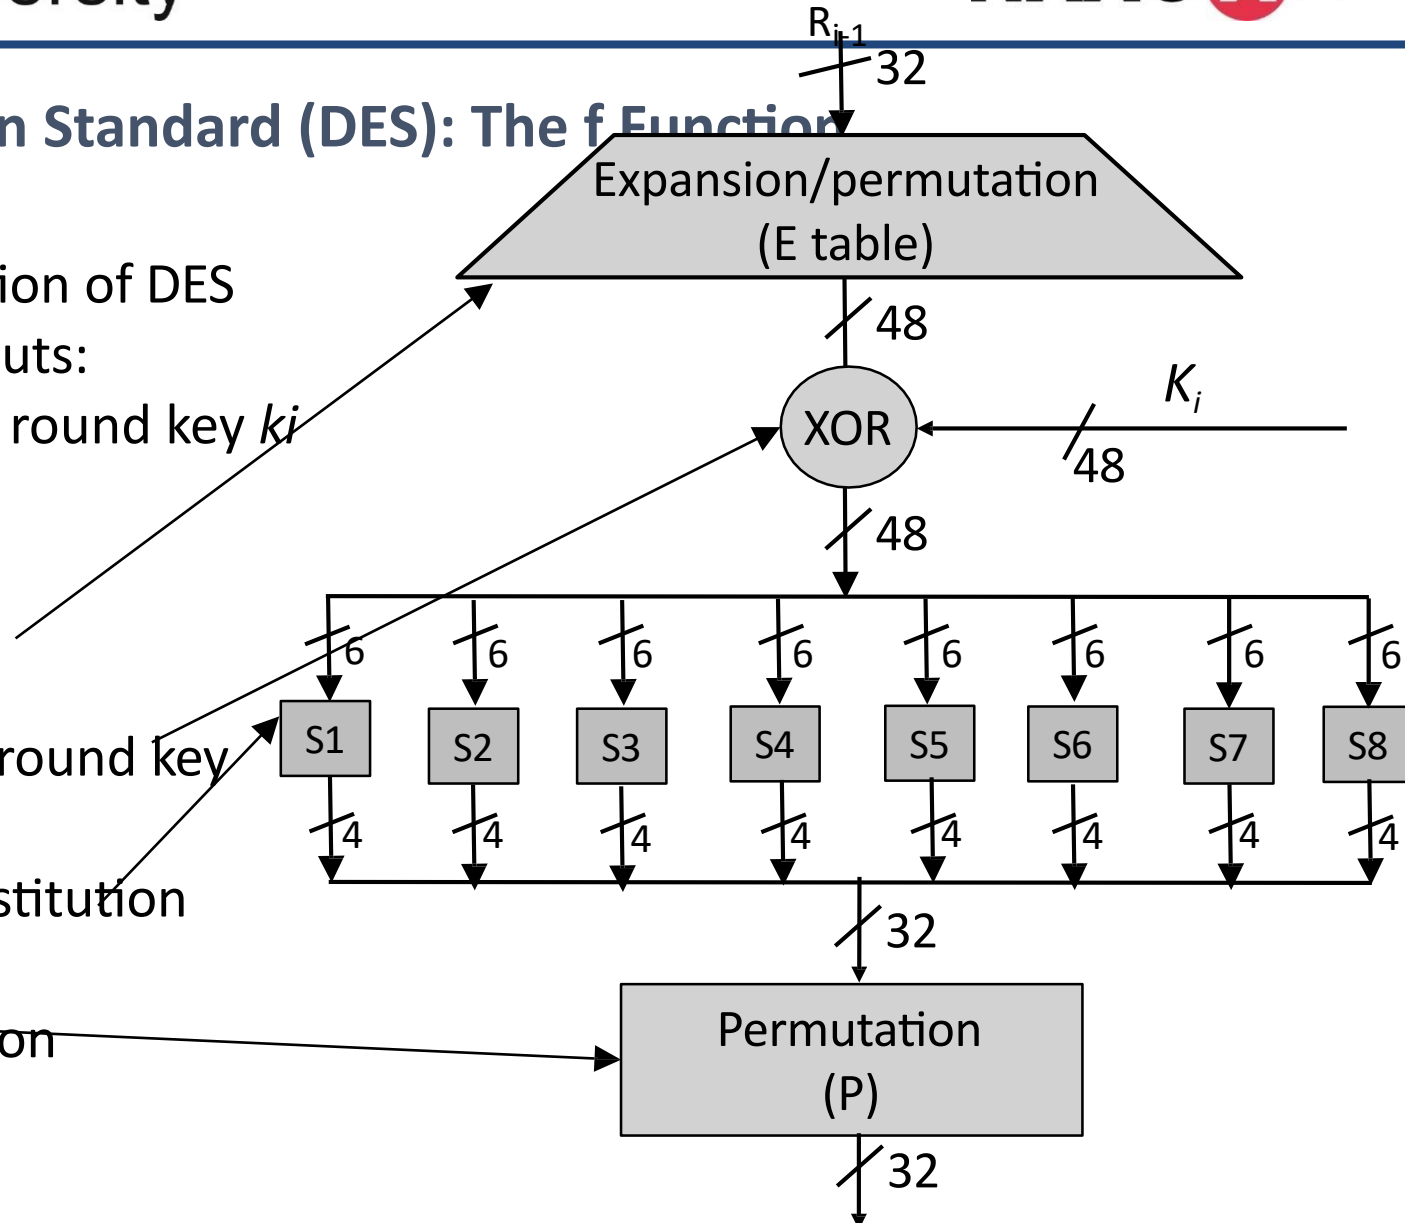 R i-1
32
n Standard (DES): The f Function
Expansion/permutation
(E table)
ion of DES
48
uts:
K i
round key ki
XOR
48
48
6 6 6 6 6 6 6 6
S1 S2 S3 S4 S5 S6 S7 S8
round key
4 4 4 4 4 4 4 4
stitution
32
Permutation
on
(P)
32